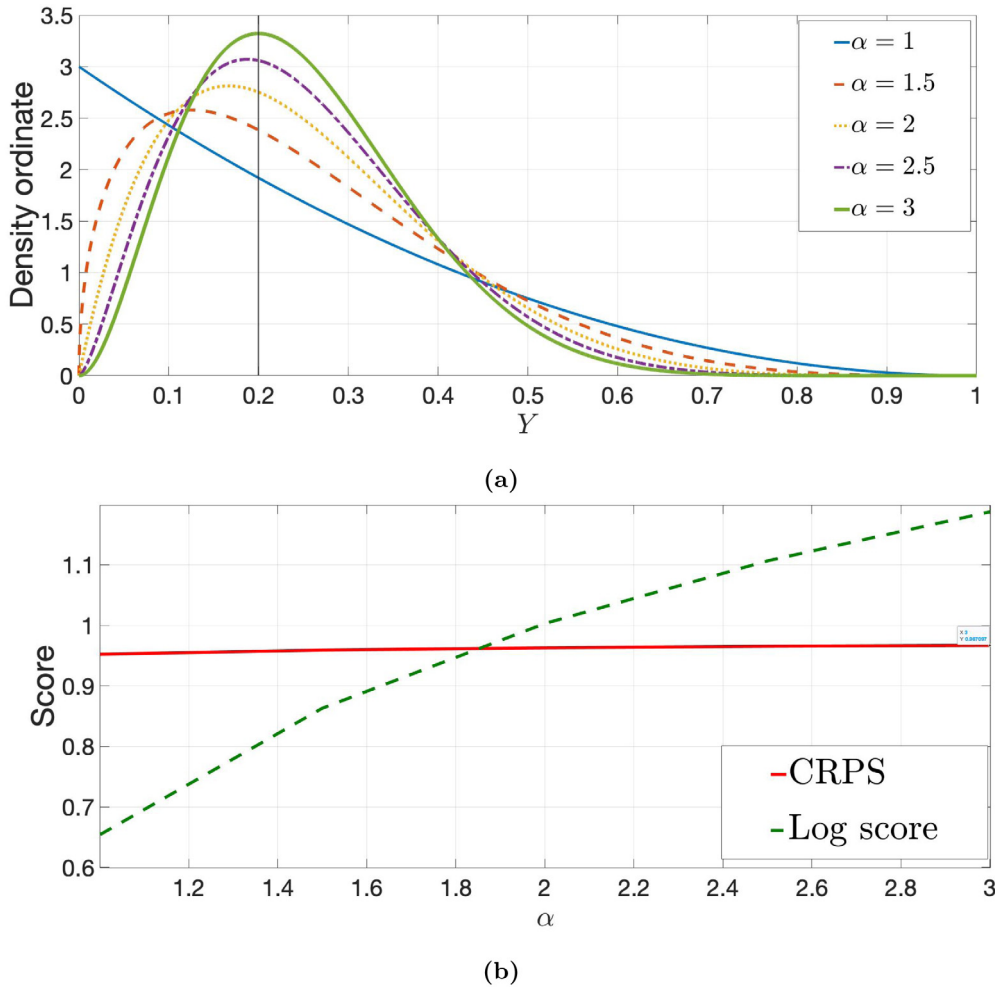 3.5
3
2.5
2
1.5
1
0.5
0
Density ordinate
α = 1
α = 1.5
α = 2
α = 2.5
α = 3
0 0.1 0.2 0.3 0.4 0.5 0.6 0.7 0.8 0.9 1
Y
(a)
1.1
1
0.9
0.8
0.7
0.6
Score
X 3
Y
CRPS
Log score
1.2 1.4 1.6 1.8 2 2.2 2.4 2.6 2.8 3
α
(b)